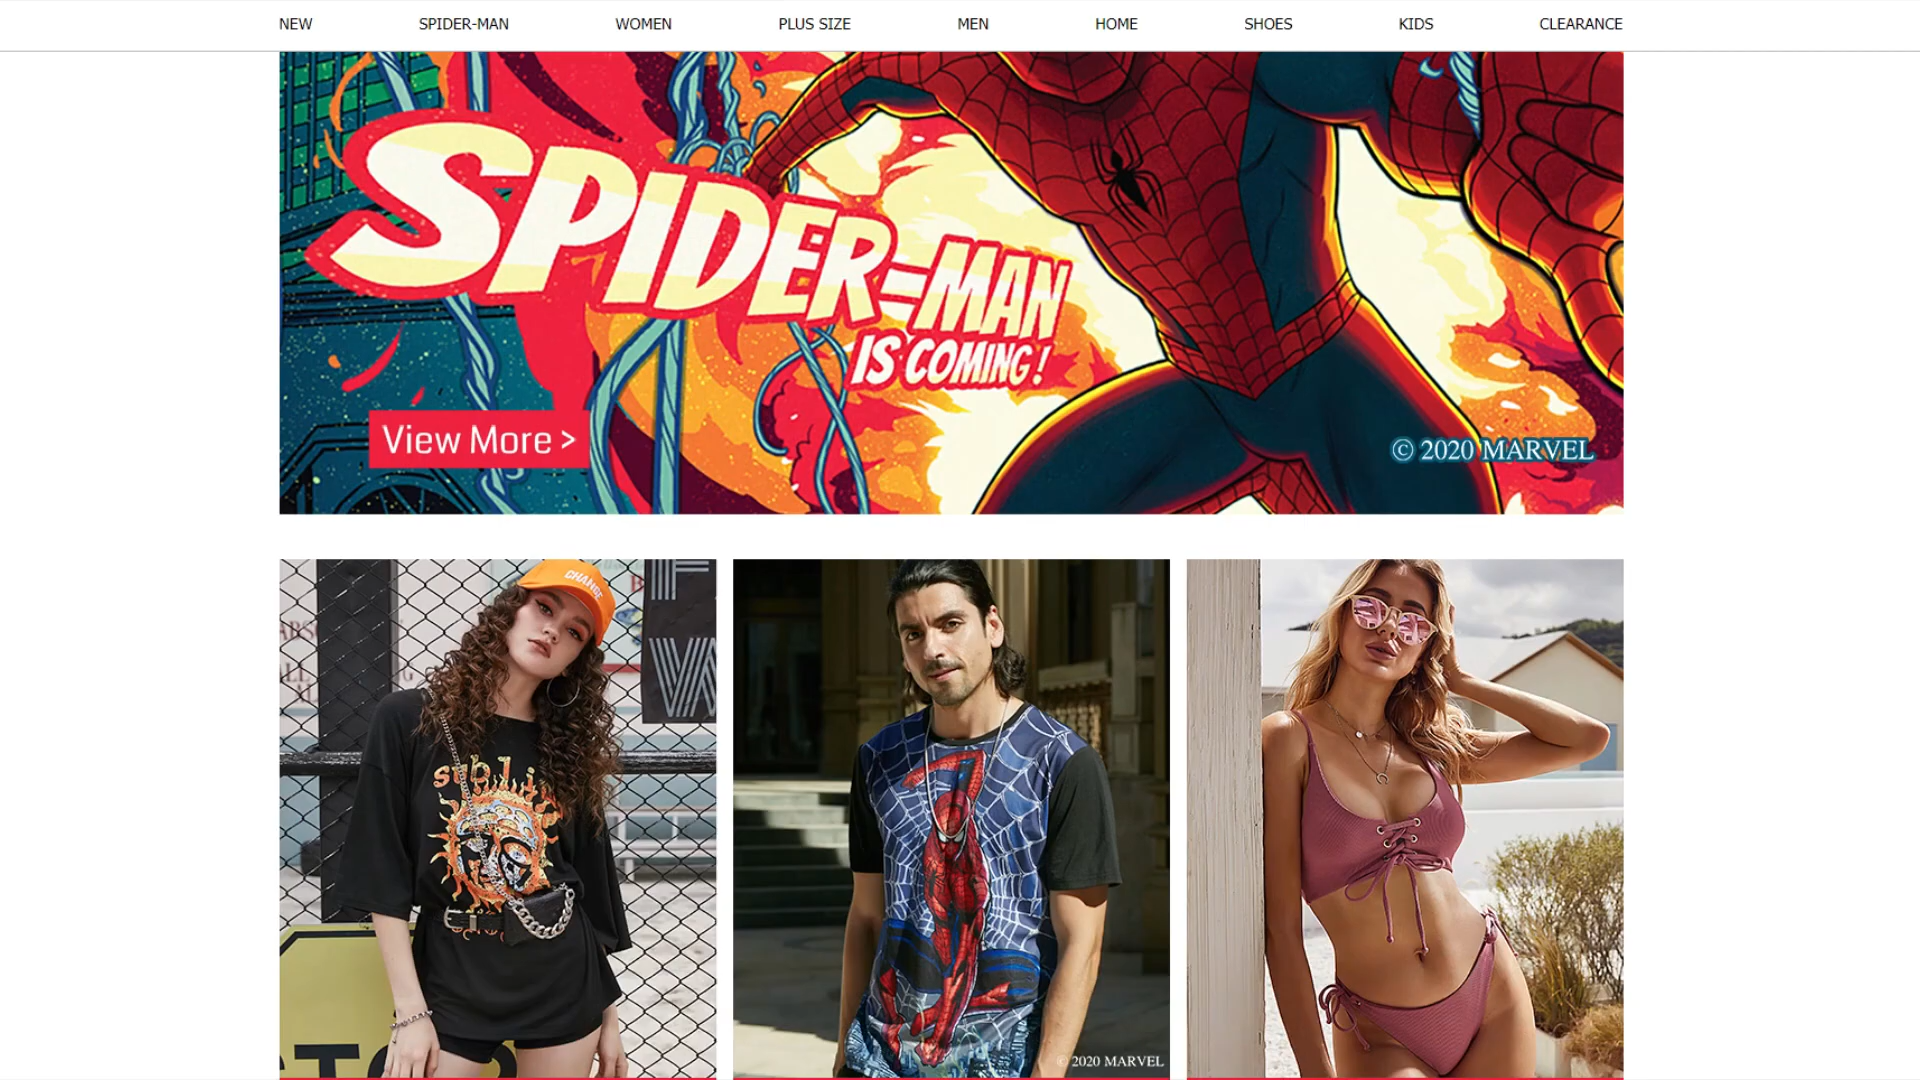 NEW SPIDER-MAN WOMEN PLUS SIZE MEN HOME SHOES KIDS CLEARANCE
SPIDER-MAN
IS COMING!
View More >
© 2020 MARVEL
CHANGE
STOP
© 2020 MARVEL